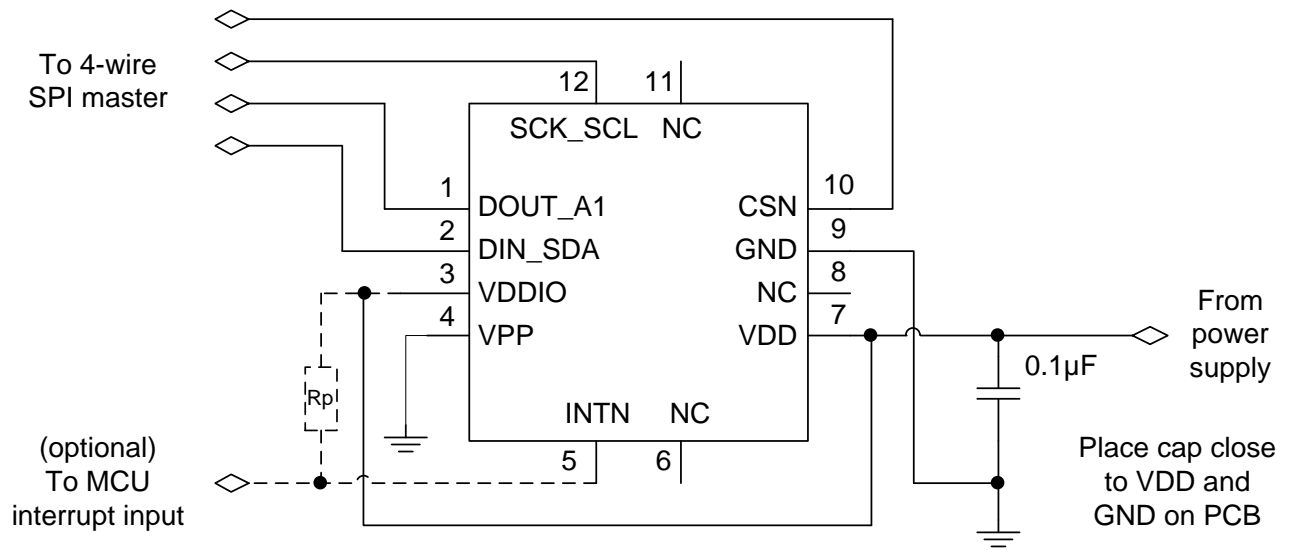 To 4-wire
SPI master
12
11
SCK_SCL NC
1
DOUT_A1
2
DIN_SDA
3
VDDIO
4
VPP
10
CSN
9
GND
8
NC
7
VDD
INTN NC
5
6
Rp
(optional)
To MCU
interrupt input
From
power
supply
0.1µF
Place cap close
to VDD and
GND on PCB